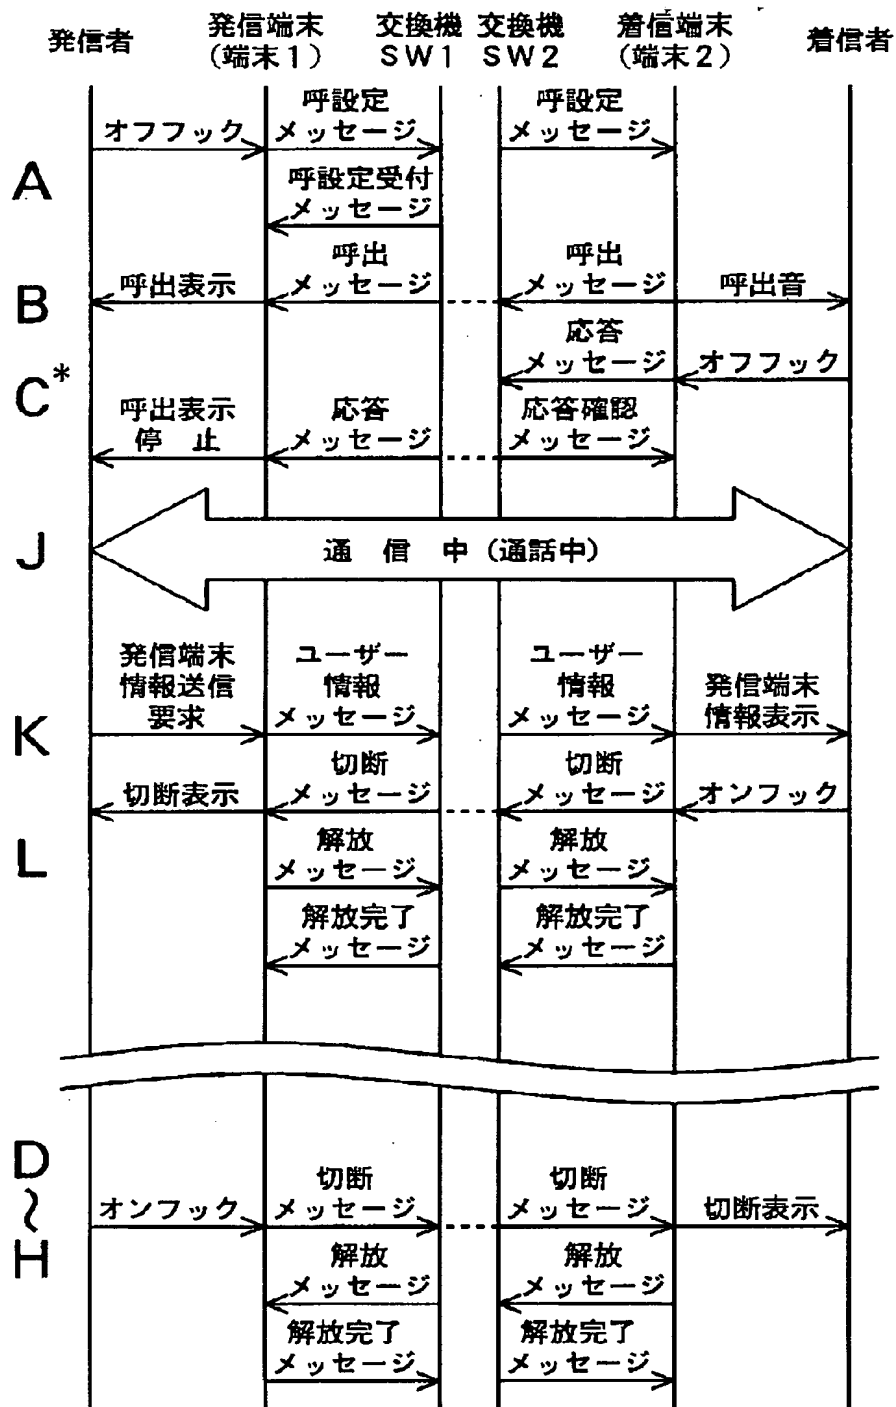 発信者
発信端末
(端末1)
交換機
SW1
交換機
SW2
着信端末
(端末2)
着信者
オフフック
呼設定
メッセージ
呼設定
メッセージ
A
呼設定受付
メッセージ
B
呼出表示
呼出
メッセージ
呼出
メッセージ
呼出音
応答
メッセージ
オフフック
C*
呼出表示
停 止
応答
メッセージ
応答確認
メッセージ
J
通 信 中(通話中)
K
発信端末
情報送信
要求
ユーザー
情報
メッセージ
ユーザー
情報
メッセージ
発信端末
情報表示
切断表示
切断
メッセージ
切断
メッセージ
オンフック
L
解放
メッセージ
解放
メッセージ
解放完了
メッセージ
解放完了
メッセージ
D
~
H
オンフック
切断
メッセージ
切断
メッセージ
切断表示
解放
メッセージ
解放
メッセージ
解放完了
メッセージ
解放完了
メッセージ